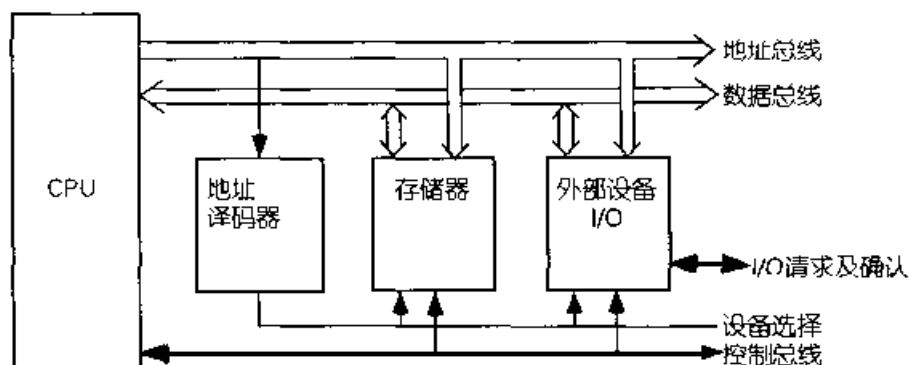 地址总线
数据总线
CPU
地址
译码器
存储器
外部设备
I/O
I/O请求及确认
设备选择
控制总线